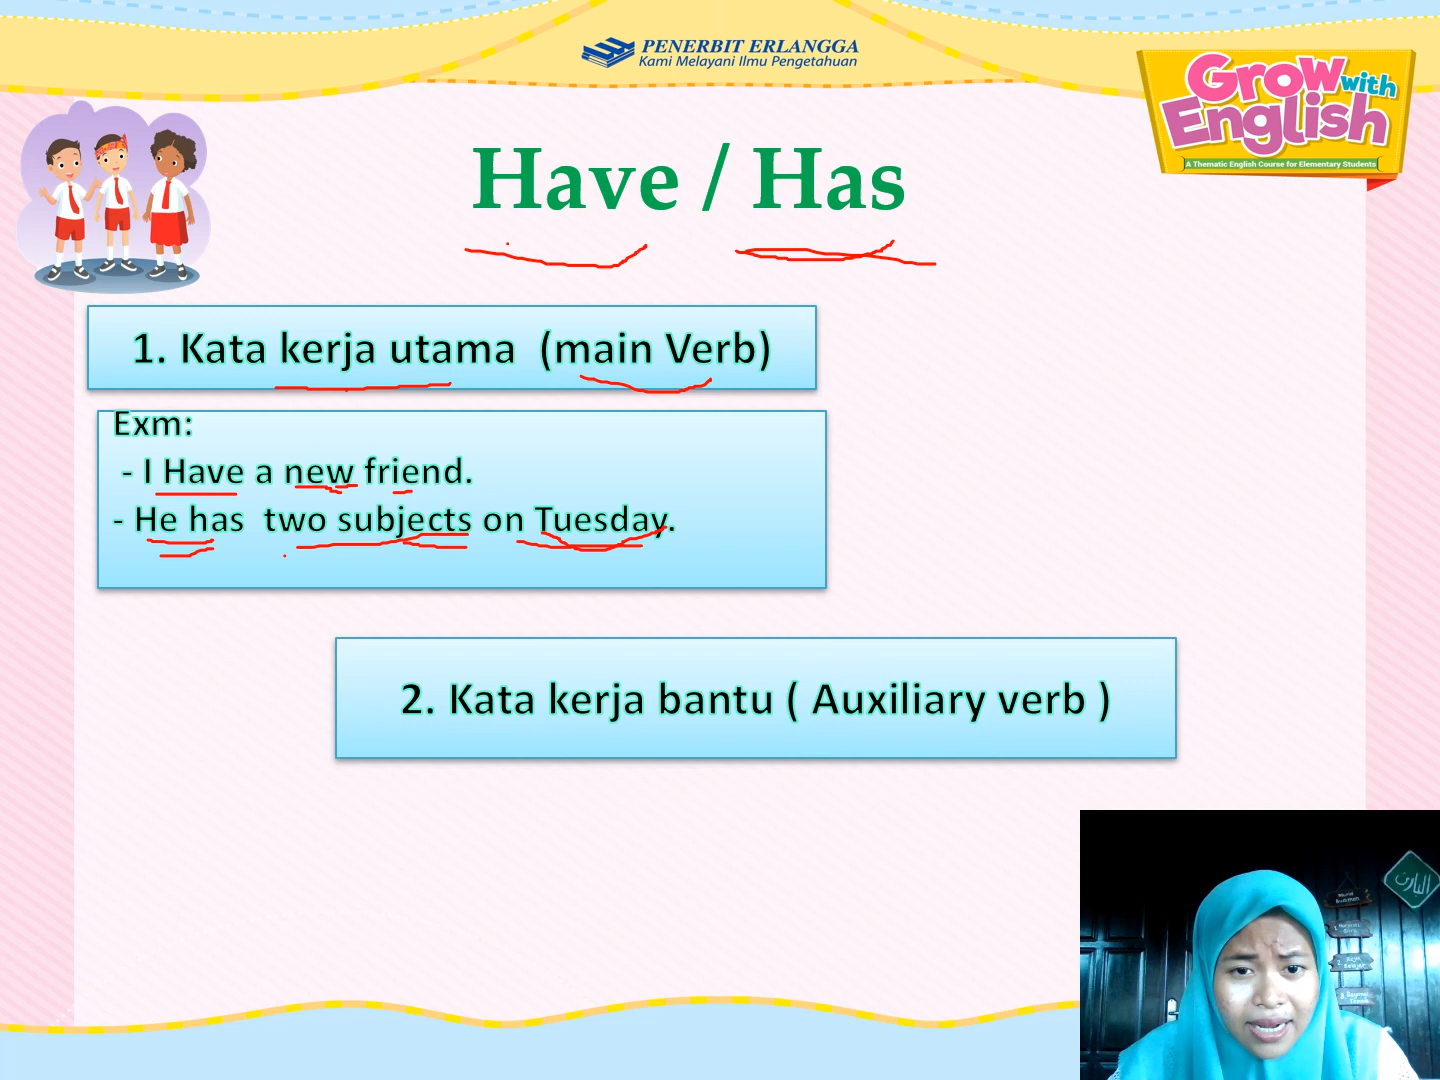 PENERBIT ERLANGGA
Kami Melayani Ilmu Pengetahuan
Grow with
English
A Thematic English Course for Elementary Students
Have / Has
1. Kata kerja utama (main Verb)
Exm:
- I Have a new friend.
- He has two subjects on Tuesday.
2. Kata kerja bantu ( Auxiliary verb )